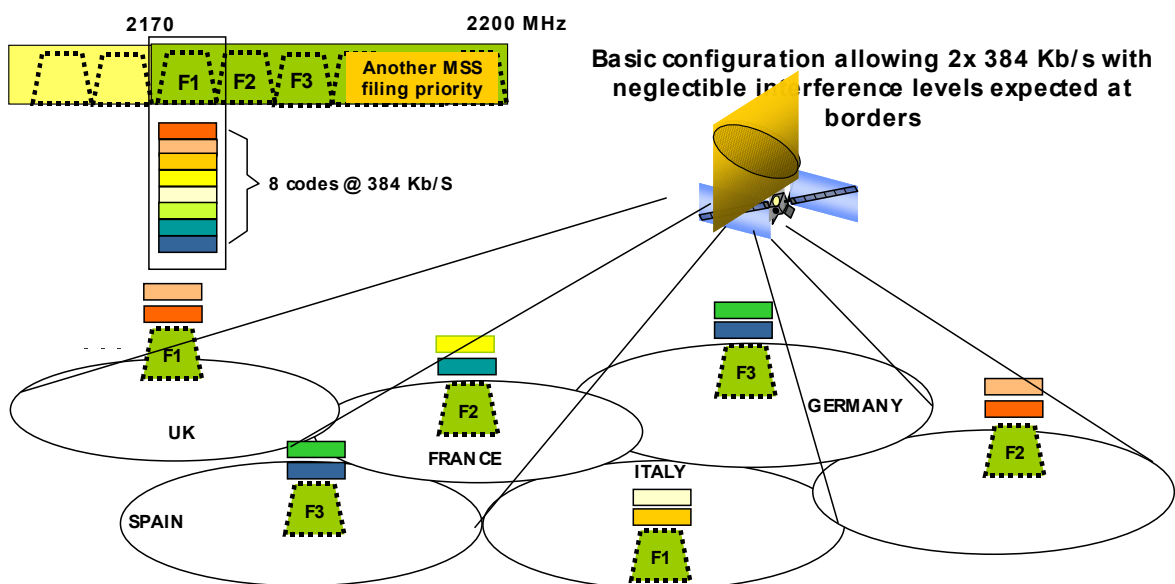 2170
2200 MHz
F1
F2
F3
Another MSS
filing priority
Basic configuration allowing 2x 384 Kb/s with
neglectible interference levels expected at
borders
8 codes @ 384 Kb/S
F1
UK
F2
FRANCE
F3
GERMANY
F2
F3
SPAIN
ITALY
F1